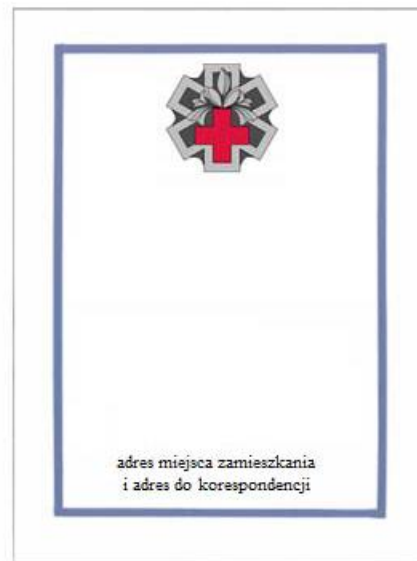 adres miejsca zamieszkania
i adres do korespondencji